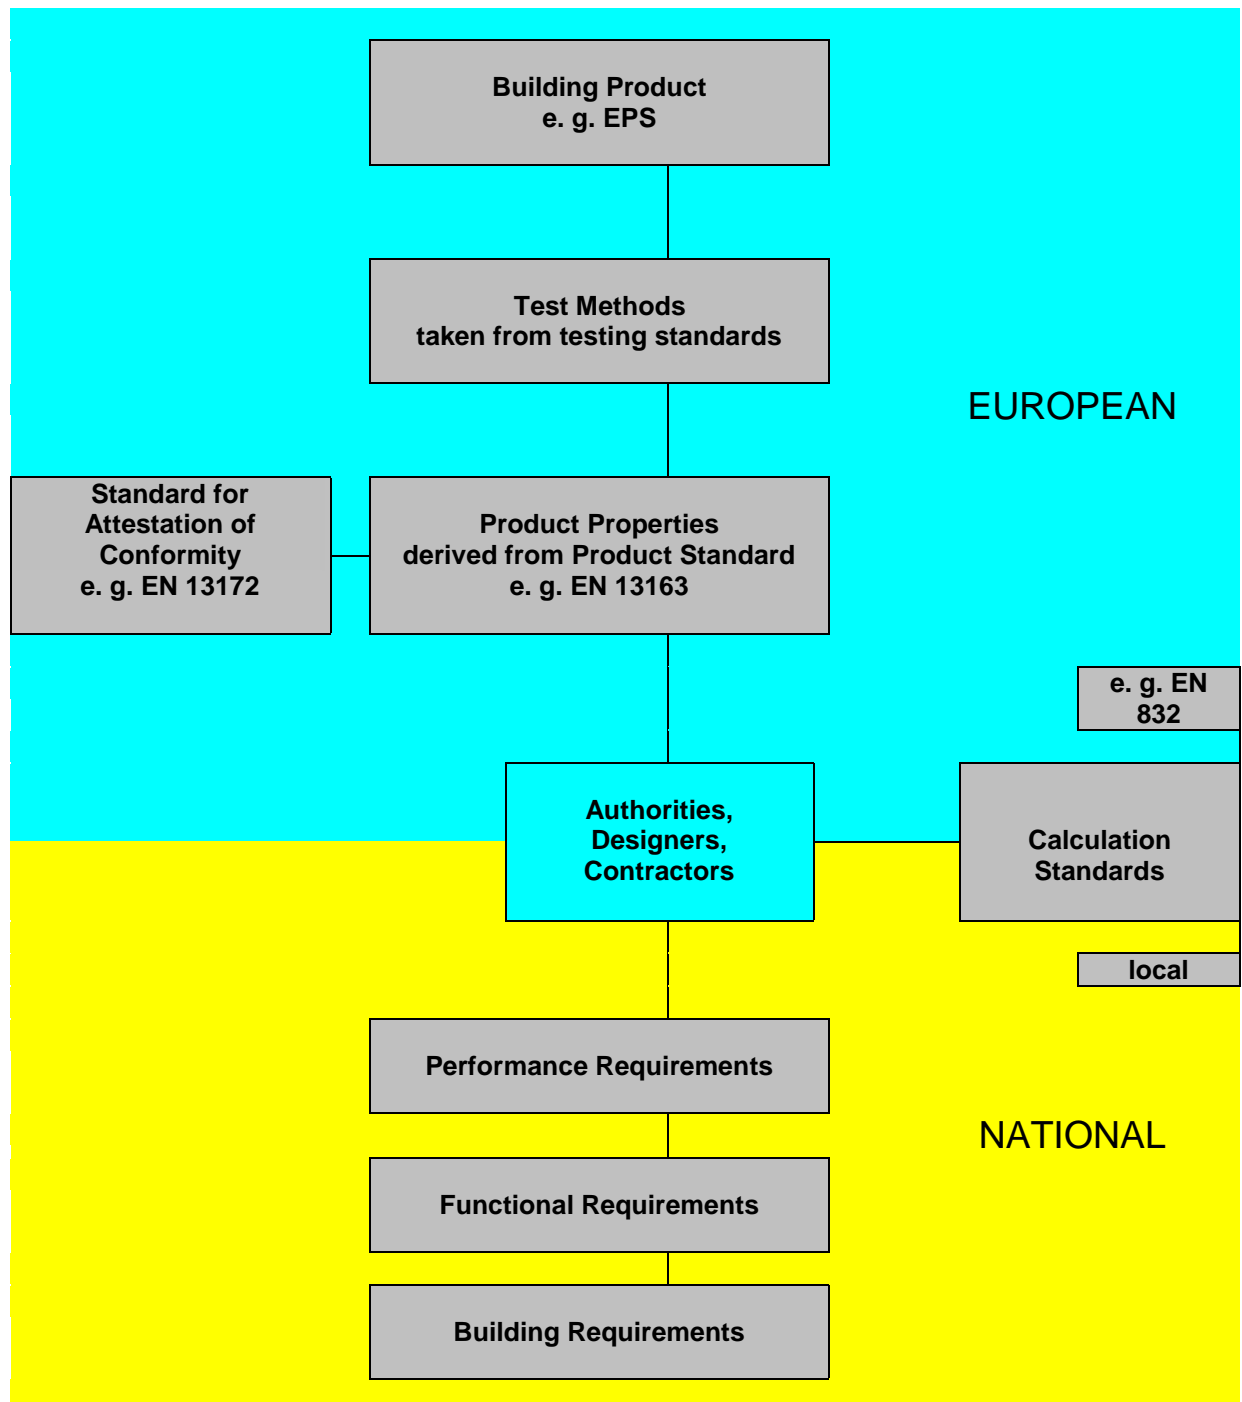 Building Product
e. g. EPS
Test Methods
taken from testing standards
EUROPEAN
Standard for
Attestation of
Conformity
e. g. EN 13172
Product Properties
derived from Product Standard
e. g. EN 13163
e. g. EN
832
Authorities,
Designers,
Contractors
Calculation
Standards
local
Performance Requirements
NATIONAL
Functional Requirements
Building Requirements